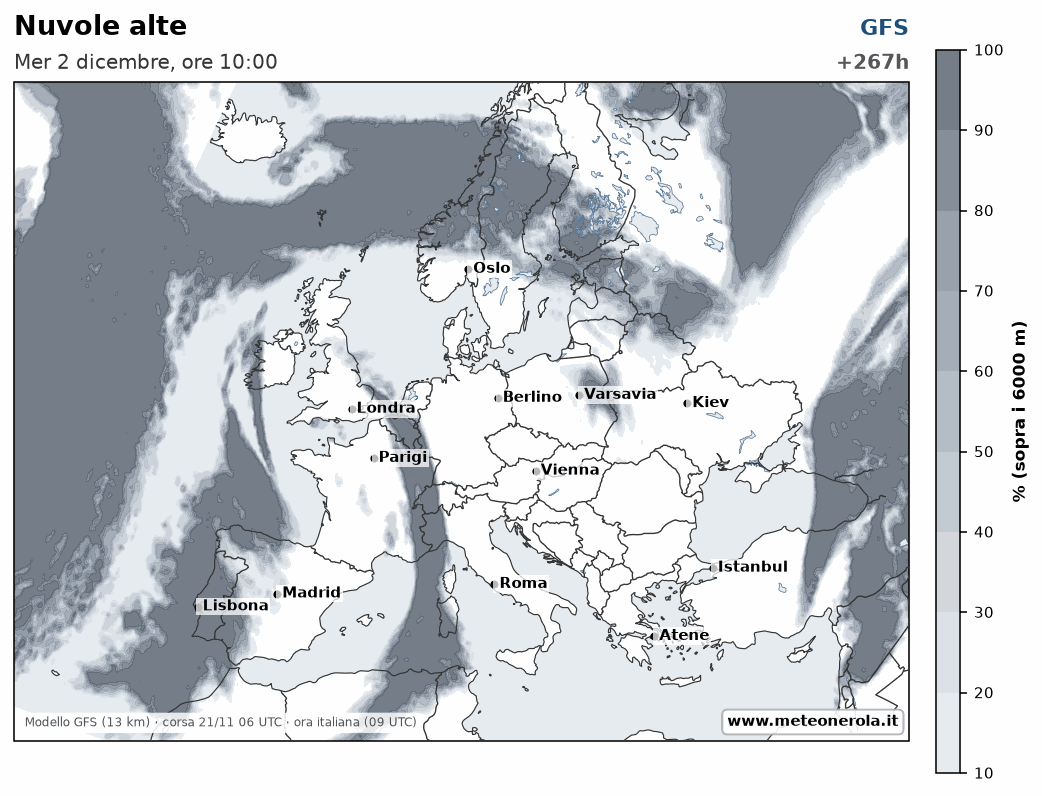 Nuvole alte
GFS
Mer 2 dicembre, ore 10:00
+267h
100
90
80
70
60
50
40
30
20
10
% (sopra i 6000 m)
Oslo
Berlino
Varsavia
Kiev
Londra
Parigi
Vienna
Istanbul
Roma
Madrid
Lisbona
Atene
Modello GFS (13 km) · corsa 21/11 06 UTC · ora italiana (09 UTC)
www.meteonerola.it